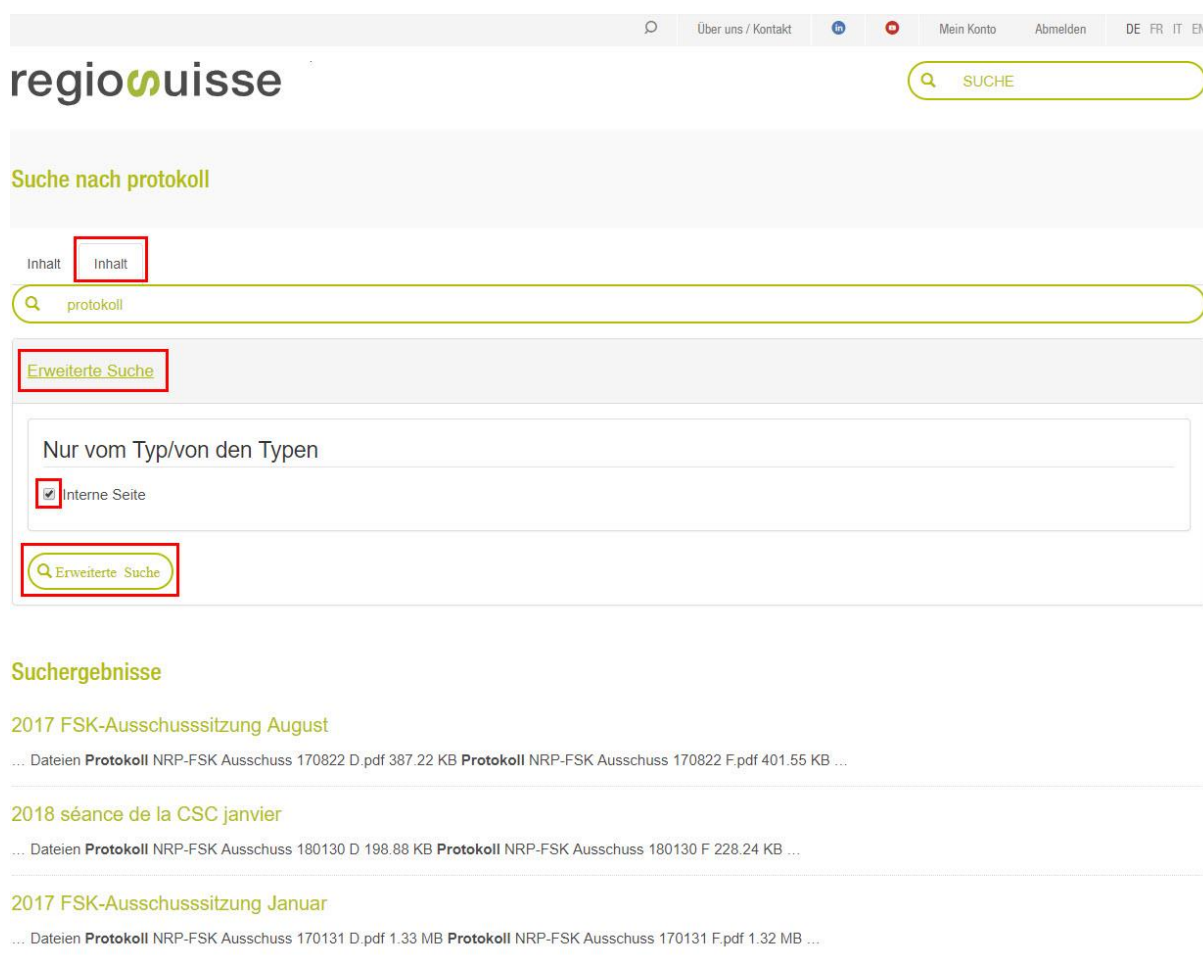 Über uns / Kontakt in Mein Konto Abmelden DE FR IT EN
regiosuisse
SUCHE
Suche nach protokoll
Inhalt Inhalt
protokoll
Erweiterte Suche
Nur vom Typ/von den Typen
Interne Seite
Erweiterte Suche
Suchergebnisse
2017 FSK-Ausschusssitzung August
… Dateien Protokoll NRP-FSK Ausschuss 170822 D.pdf 387.22 KB Protokoll NRP-FSK Ausschuss 170822 F.pdf 401.55 KB …
2018 séance de la CSC janvier
… Dateien Protokoll NRP-FSK Ausschuss 180130 D 198.88 KB Protokoll NRP-FSK Ausschuss 180130 F 228.24 KB …
2017 FSK-Ausschusssitzung Januar
… Dateien Protokoll NRP-FSK Ausschuss 170131 D.pdf 1.33 MB Protokoll NRP-FSK Ausschuss 170131 F.pdf 1.32 MB …